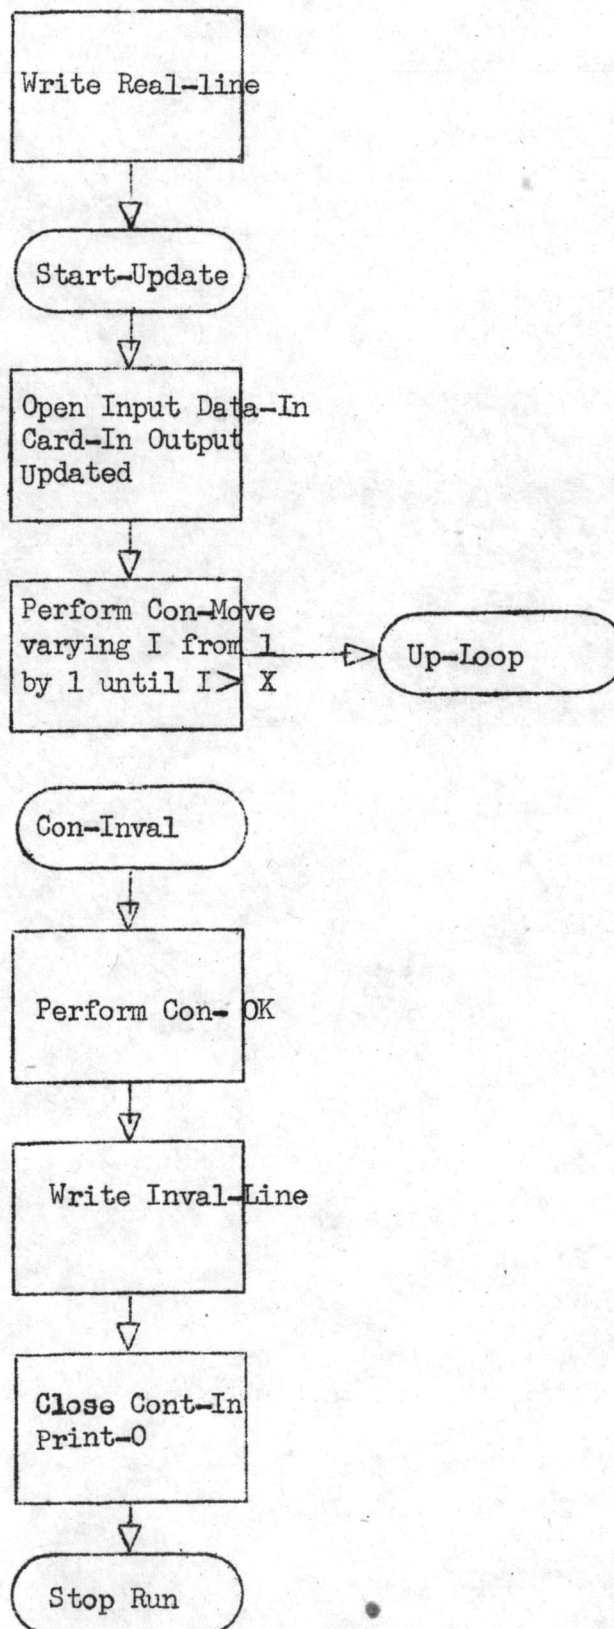 Write Real-line
Start-Update
Open Input Data-In
Card-In Output
Updated
Perform Con-Move
varying I from 1
by 1 until I > X
Up-Loop
Con-Inval
Perform Con- OK
Write Inval-Line
Close Cont-In
Print-O
Stop Run